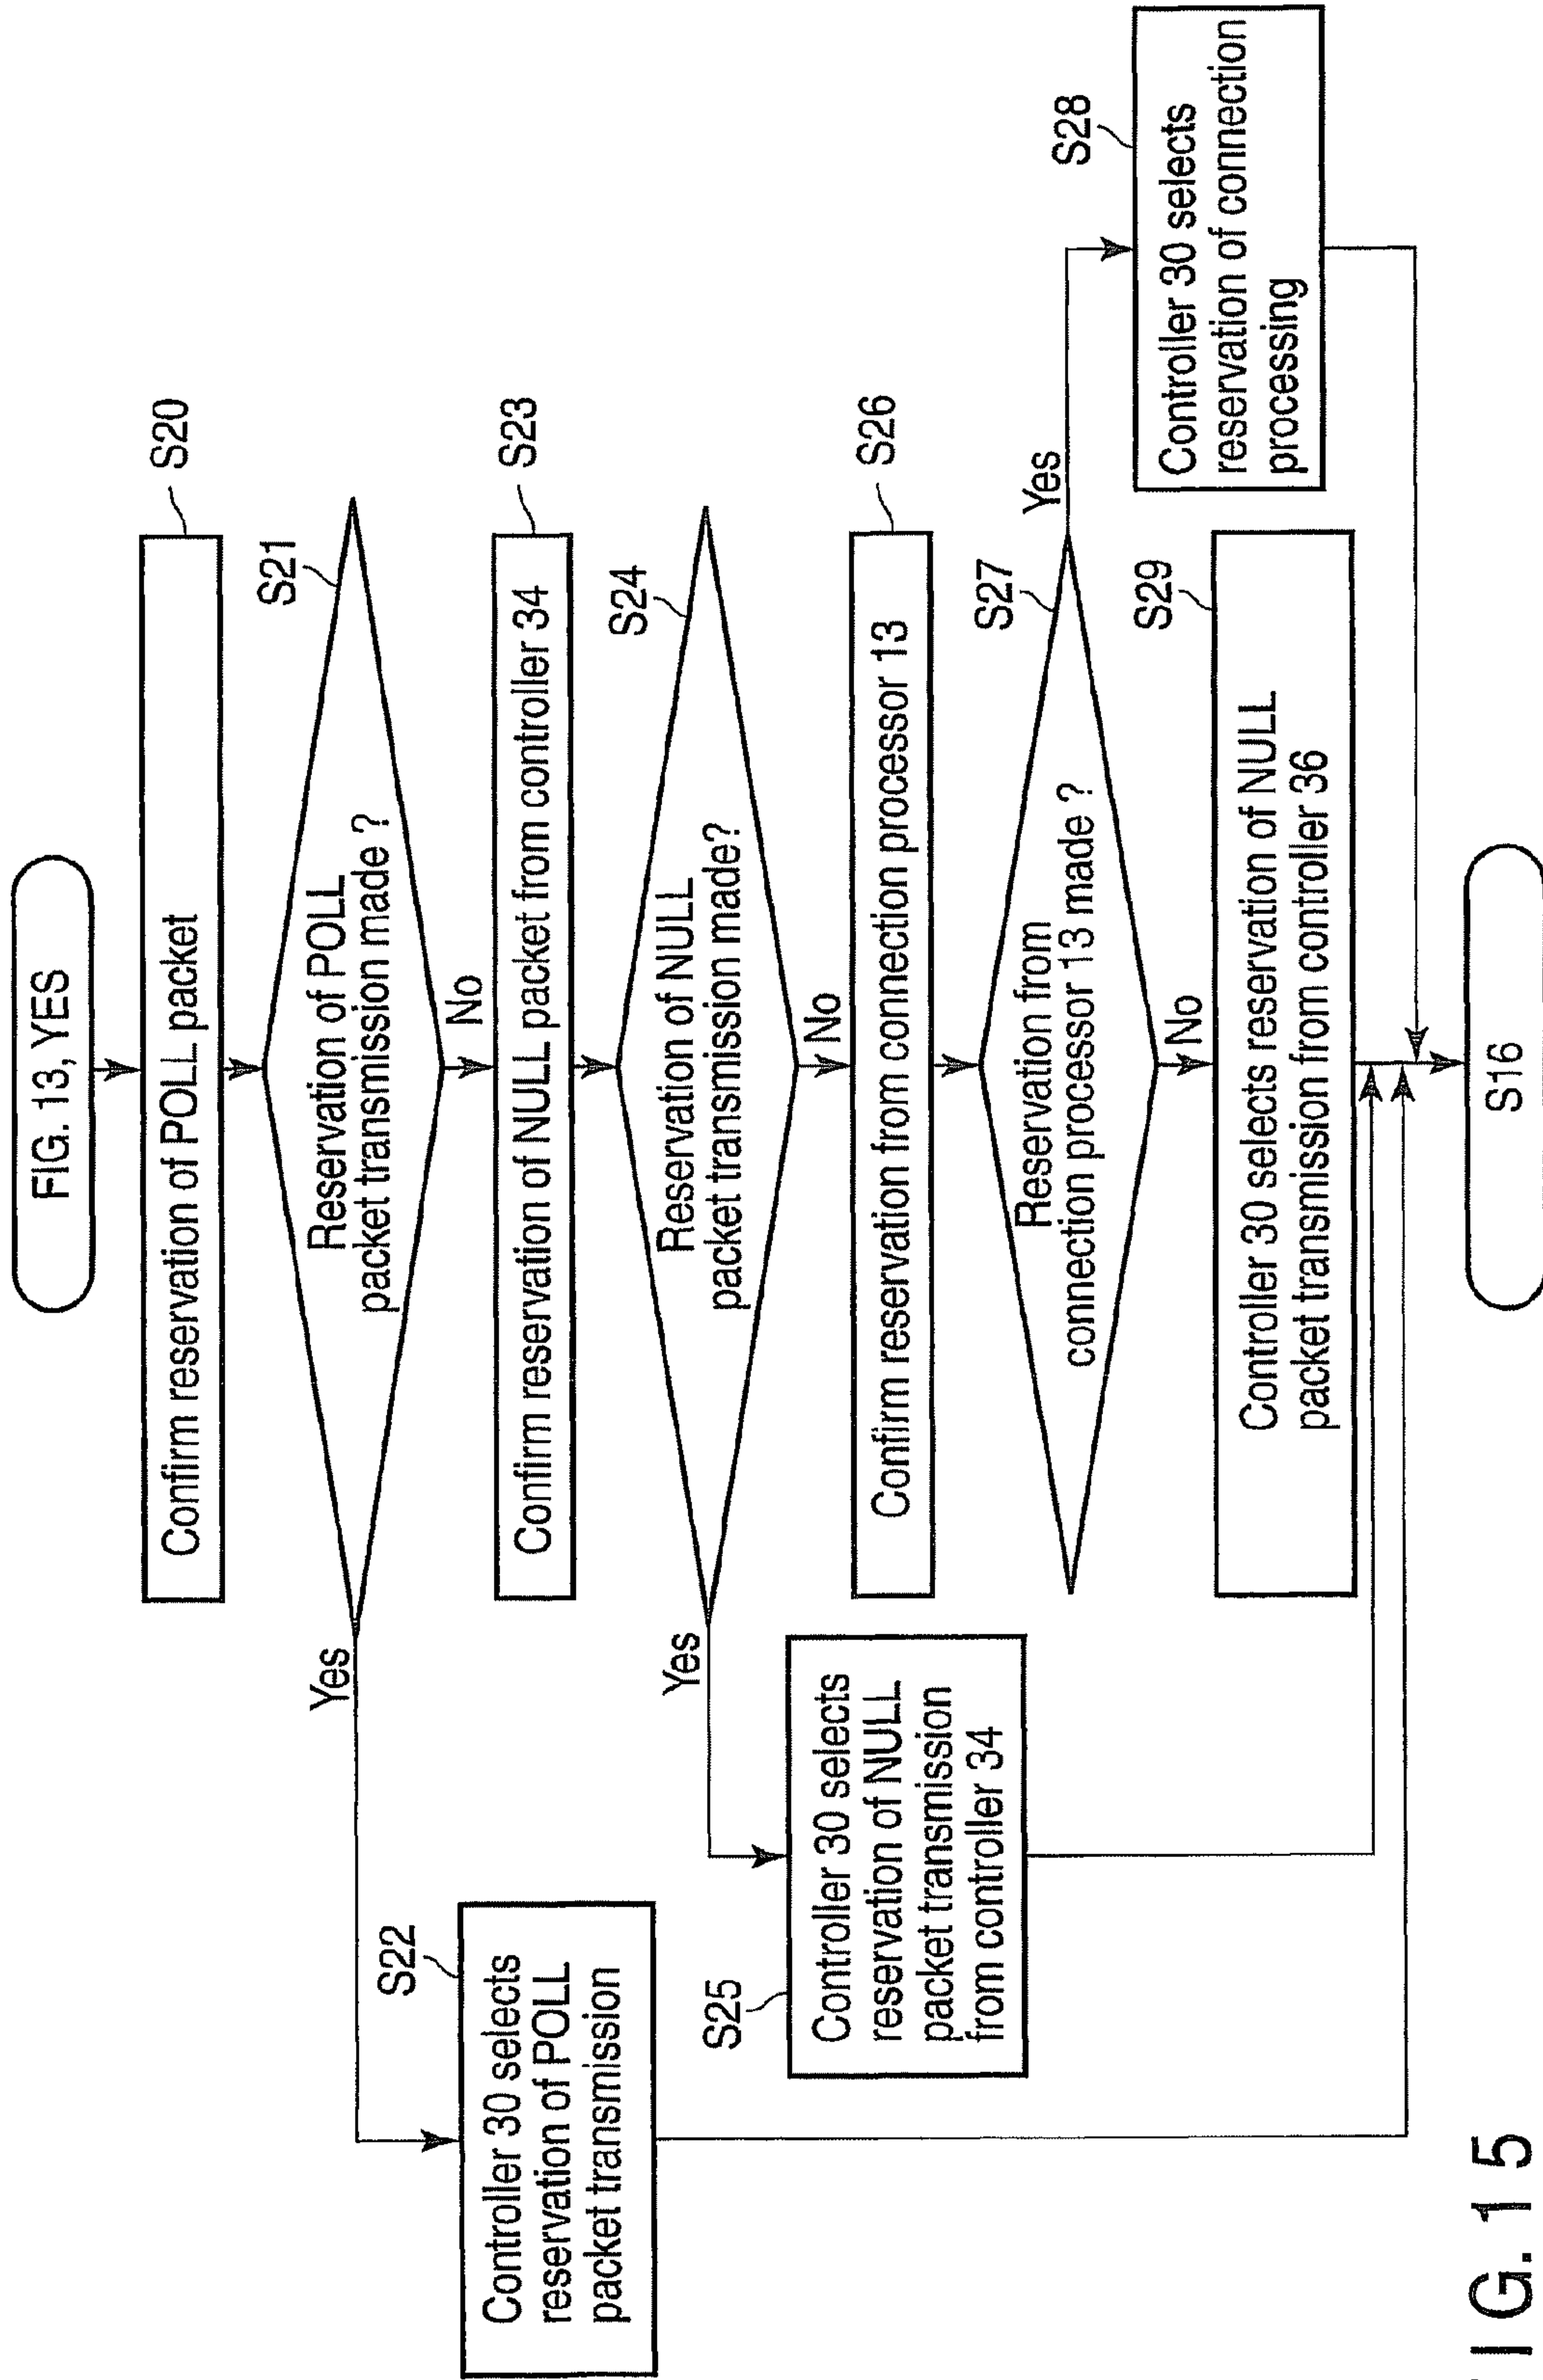 FIG. 13, YES
S20
Confirm reservation of POLL packet
S21
Reservation of POLL
packet transmission made ?
Yes
No
S22
Controller 30 selects
reservation of POLL
packet transmission
S23
Confirm reservation of NULL packet from controller 34
S24
Reservation of NULL
packet transmission made?
Yes
No
S25
Controller 30 selects
reservation of NULL
packet transmission
from controller 34
S26
Confirm reservation from connection processor 13
S27
Reservation from
connection processor 13 made ?
Yes
No
S28
Controller 30 selects
reservation of connection
processing
S29
Controller 30 selects reservation of NULL
packet transmission from controller 36
S16
IG. 15